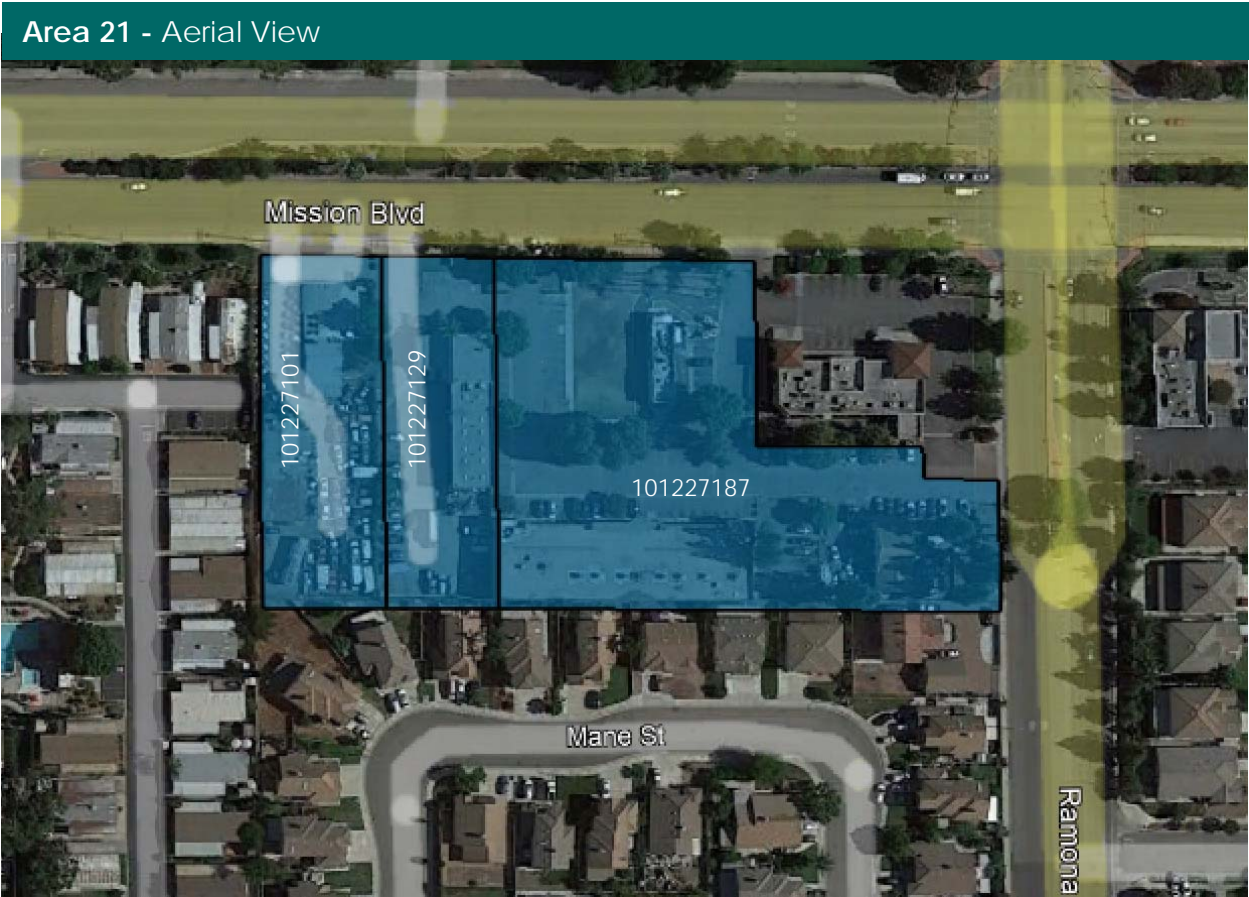 Area 21 - Aerial View
Mission Blvd
101227101
101227129
101227187
Mane St
Ramona